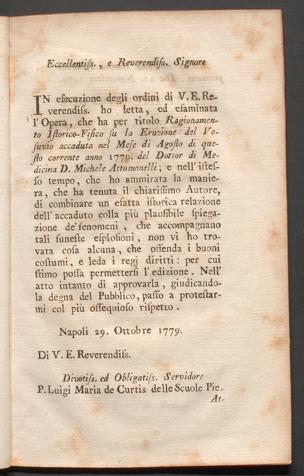 Eccellentiſs., e Reverendiſs. Signore
IN eſecuzione degli ordini di V. E. Re-
verendiſs. ho letta, ed eſaminata
l'Opera, che ha per titolo Ragionamen-
to Iſtorico-Fiſico ſu la Eruzione del Ve-
ſuvio accaduta nel Meſe di Agoſto di que-
ſto corrente anno 1779. del Dottor di Me-
dicina D. Michele Attumonelli; e nell'iſteſ-
ſo tempo, che ho ammirata la manie-
ra, che ha tenuta il chiariſſimo Autore,
di combinare un eſatta iſtorica relazione
dell'accaduto colla più plauſibile ſpiega-
zione de' fenomeni, che accompagnano
tali funeſte eſploſioni, non vi ho tro-
vata coſa alcuna, che offenda i buoni
coſtumi, e leda i regj diritti: per cui
ſtimo poſſa permetterſi l'edizione. Nell'
atto intanto di approvarla, giudicando-
la degna del Pubblico, paſſo a proteſtar-
mi col più oſſequioſo riſpetto.
Napoli 29. Ottobre 1779.
Di V. E. Reverendiſs.
Divotiſs. ed Obligatiſs. Servidore
P. Luigi Maria de Curtis delle Scuole Pie.
At-